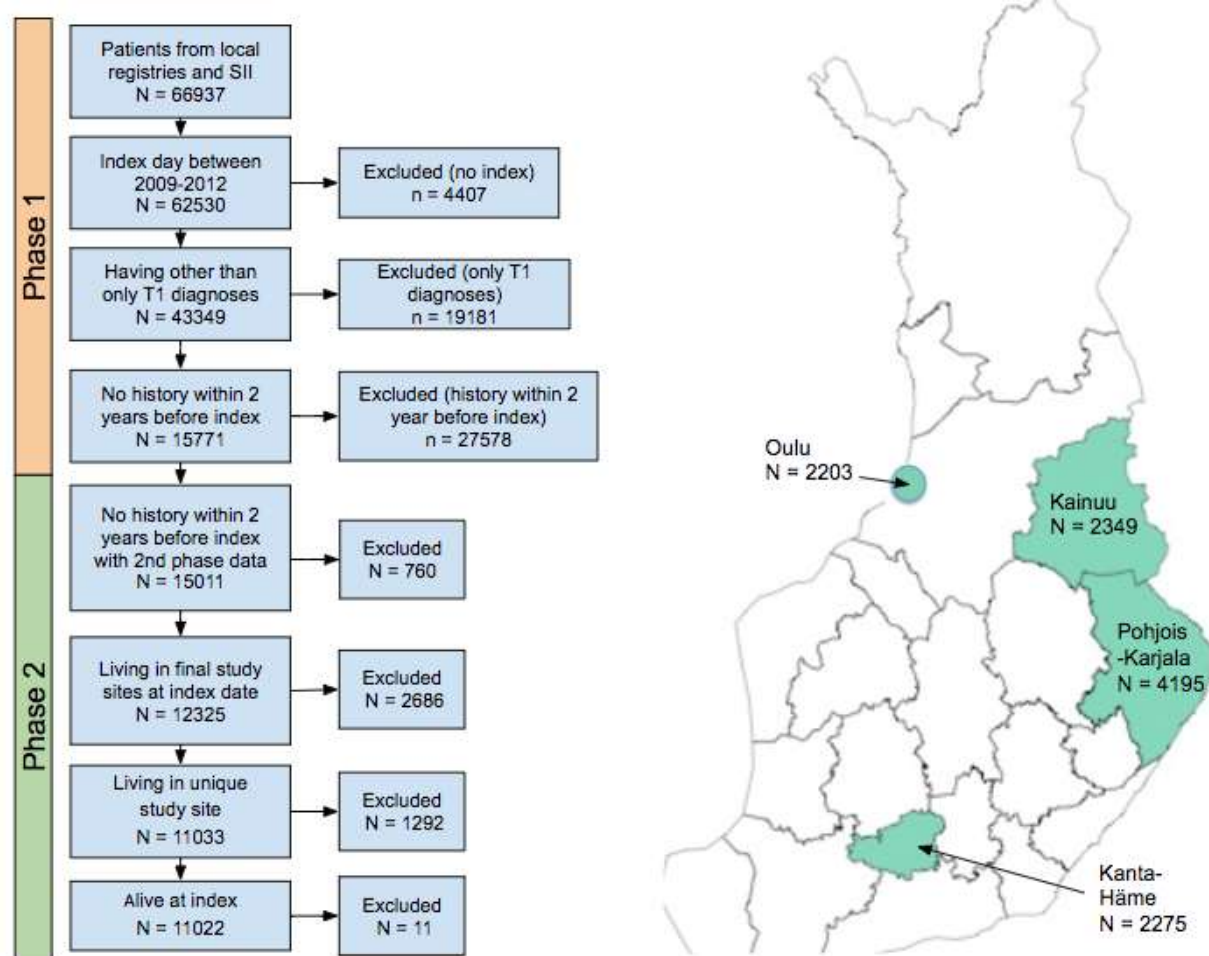 Phase 1
Patients from local
registries and SII
N = 66937
Index day between
2009-2012
N = 62530
Excluded (no index)
n = 4407
Having other than
only T1 diagnoses
N = 43349
Excluded (only T1
diagnoses)
n = 19181
No history within 2
years before index
N = 15771
Excluded (history within 2
year before index)
n = 27578
Phase 2
No history within 2
years before index
with 2nd phase data
N = 15011
Excluded
N = 760
Living in final study
sites at index date
N = 12325
Excluded
N = 2686
Living in unique
study site
N = 11033
Excluded
N = 1292
Alive at index
N = 11022
Excluded
N = 11
Oulu
N = 2203
Kainuu
N = 2349
Pohjois
-Karjala
N = 4195
Kanta-
Häme
N = 2275